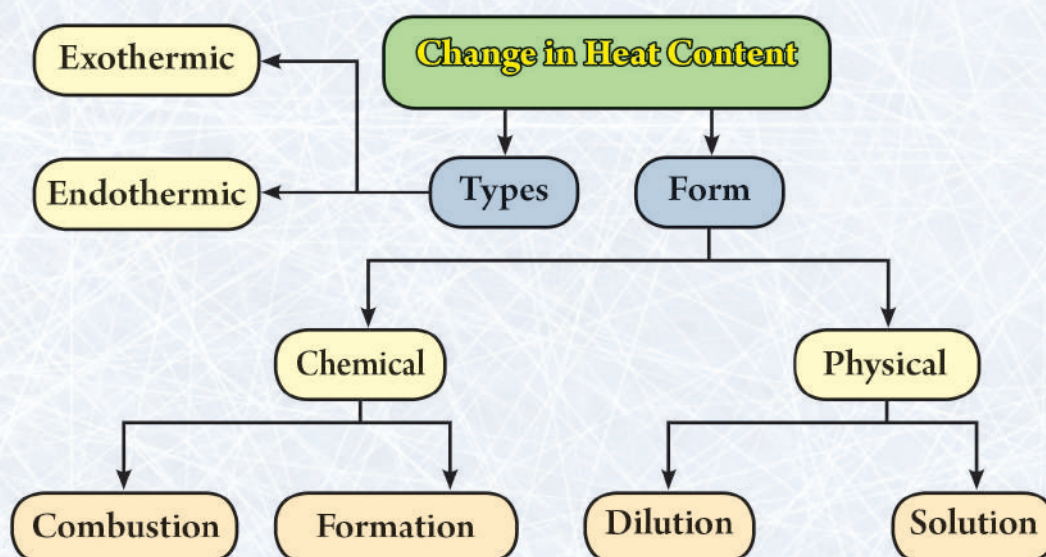 Change in Heat Content
Exothermic
Endothermic
Types
Form
Chemical
Physical
Combustion
Formation
Dilution
Solution